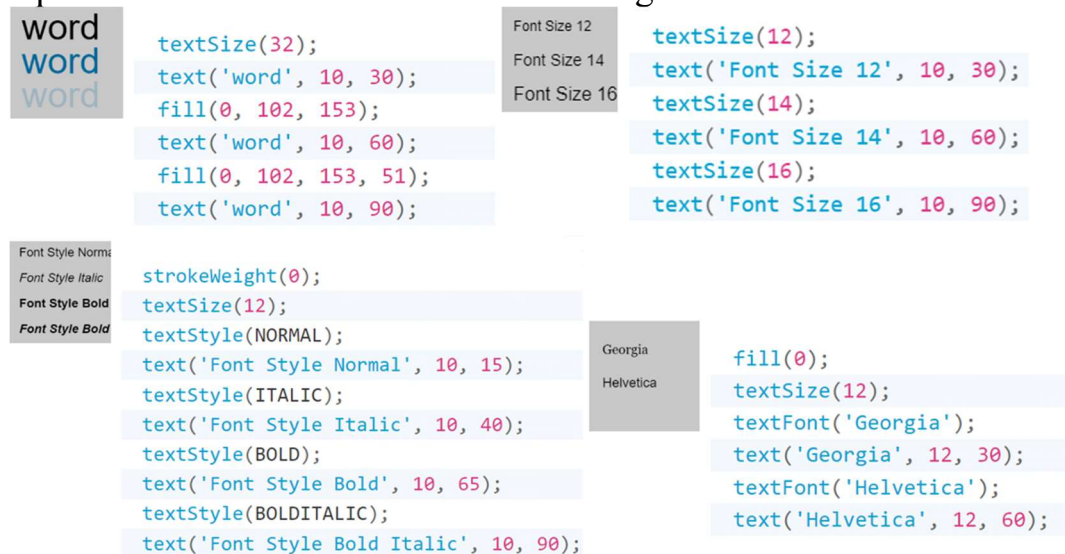 word
word
word
textSize(32);
text('word', 10, 30);
fill(0, 102, 153);
text('word', 10, 60);
fill(0, 102, 153, 51);
text('word', 10, 90);
Font Size 12
Font Size 14
Font Size 16
textSize(12);
text('Font Size 12', 10, 30);
textSize(14);
text('Font Size 14', 10, 60);
textSize(16);
text('Font Size 16', 10, 90);
Font Style Norma
Font Style Italic
Font Style Bold
Font Style Bold
strokeWeight(0);
textSize(12);
textStyle(NORMAL);
text('Font Style Normal', 10, 15);
textStyle(ITALIC);
text('Font Style Italic', 10, 40);
textStyle(BOLD);
text('Font Style Bold', 10, 65);
textStyle(BOLDITALIC);
text('Font Style Bold Italic', 10, 90);
Georgia
Helvetica
fill(0);
textSize(12);
textFont('Georgia');
text('Georgia', 12, 30);
textFont('Helvetica');
text('Helvetica', 12, 60);